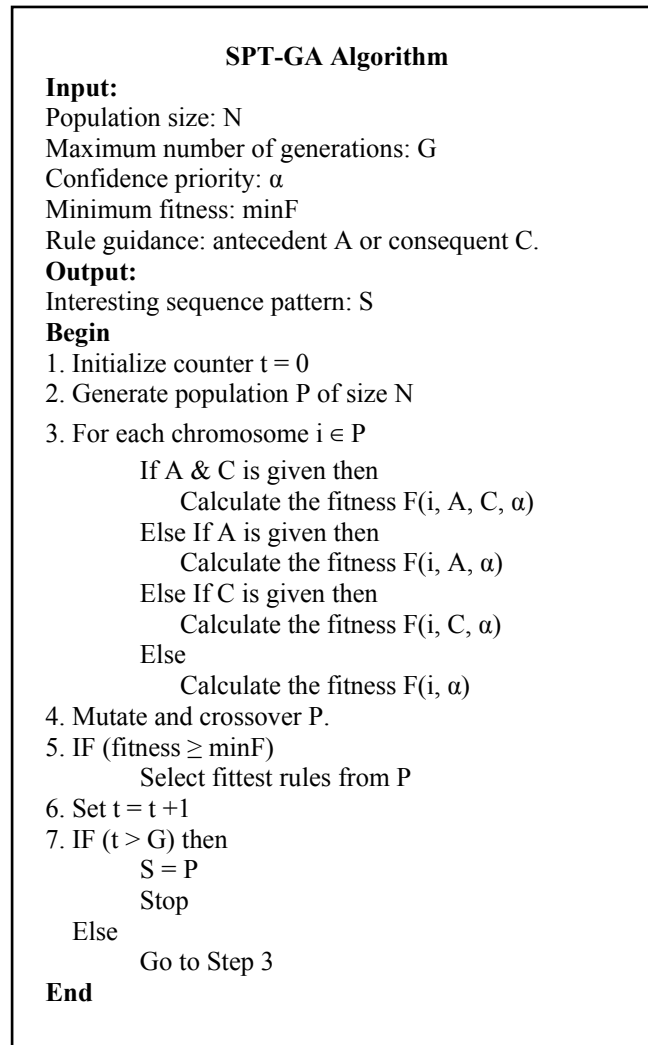 SPT-GA Algorithm
Input:
Population size: N
Maximum number of generations: G
Confidence priority: α
Minimum fitness: minF
Rule guidance: antecedent A or consequent C.
Output:
Interesting sequence pattern: S
Begin
1. Initialize counter t = 0
2. Generate population P of size N
3. For each chromosome i ∈ P
If A & C is given then
Calculate the fitness F(i, A, C, α)
Else If A is given then
Calculate the fitness F(i, A, α)
Else If C is given then
Calculate the fitness F(i, C, α)
Else
Calculate the fitness F(i, α)
4. Mutate and crossover P.
5. IF (fitness ≥ minF)
Select fittest rules from P
6. Set t = t +1
7. IF (t > G) then
S = P
Stop
Else
Go to Step 3
End